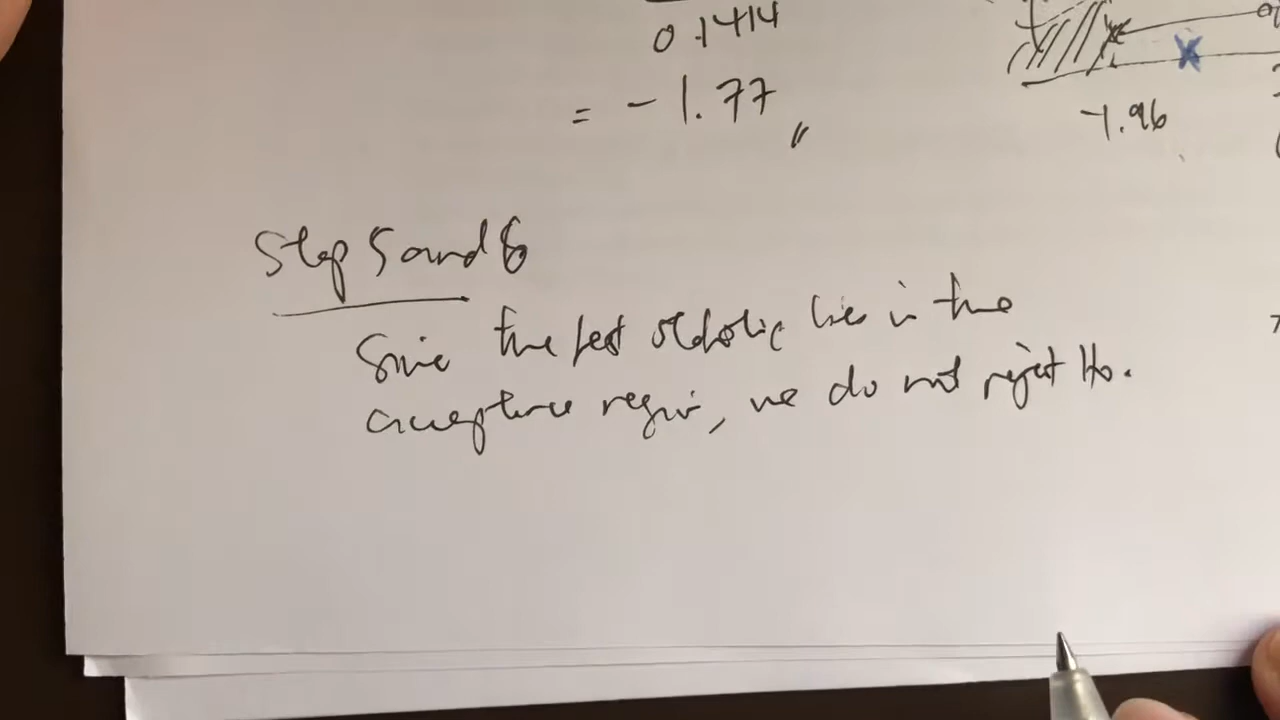 0.1414
= -1.77 //
-1.96
Step 5 and 6
Since the test statistic lies in the
acceptance region, we do not reject Ho.